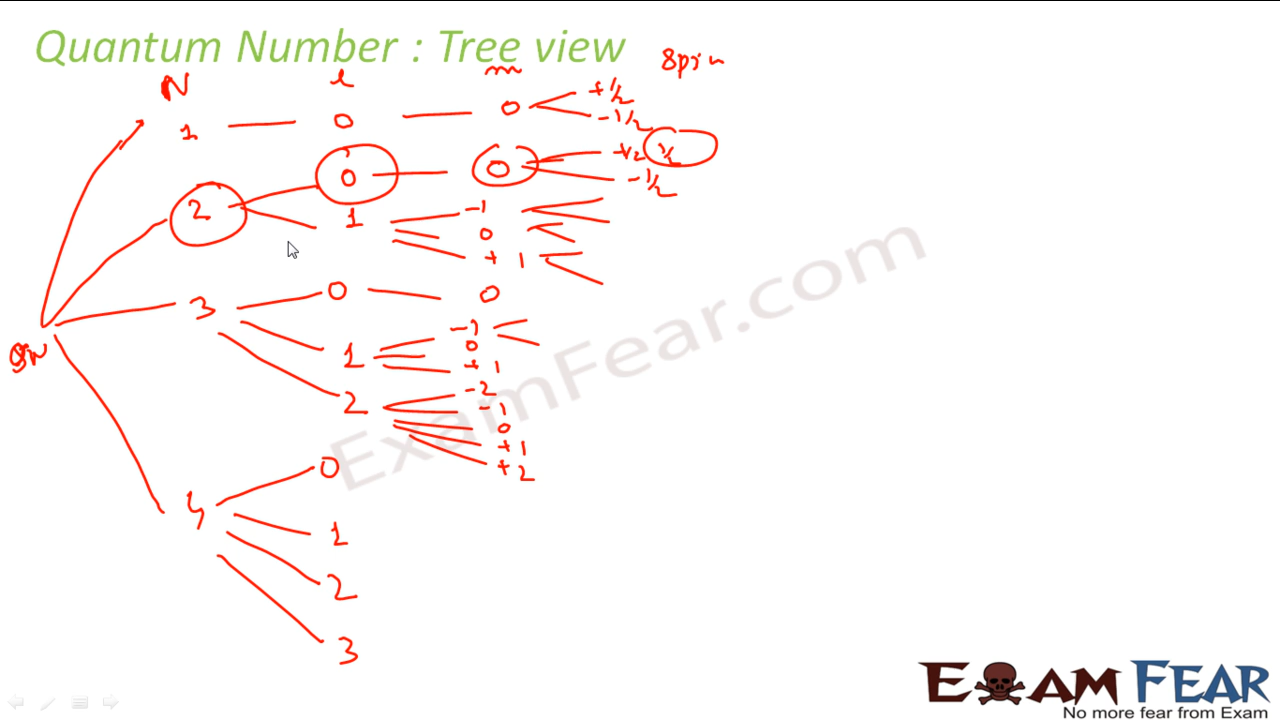 Quantum Number : Tree view
N l m Spin
1 0 0 +1/2
-1/2
2 0 0 +1/2 1/2
-1/2
1 -1
0
+1
3 0 0
1 -1
0
+1
2 -2
-1
0
+1
+2
QN
4 0
1
2
3
ExamFear.com
EXAM FEAR
No more fear from Exam